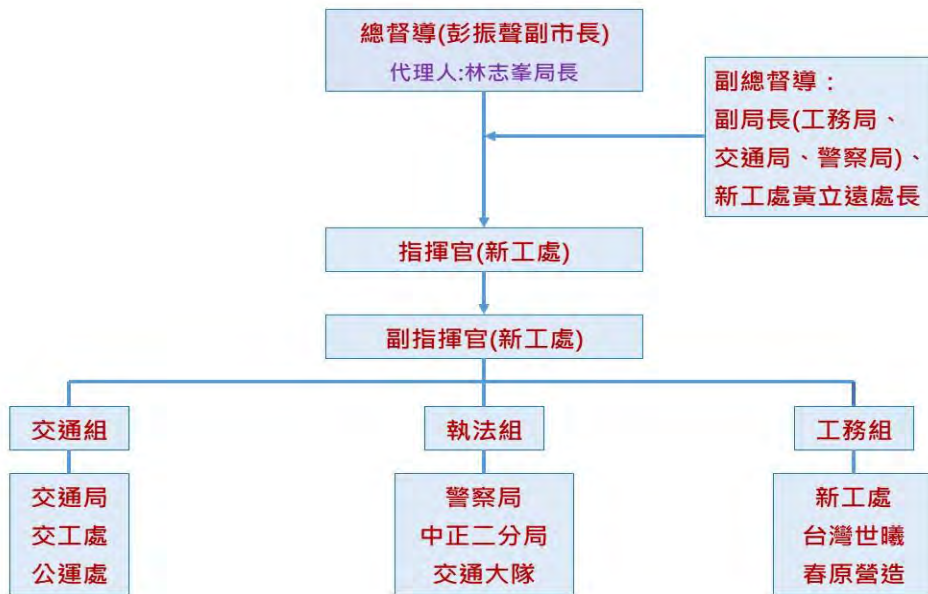 總督導(彭振聲副市長)
代理人:林志峯局長
副總督導：
副局長(工務局、
交通局、警察局)、
新工處黃立遠處長
指揮官(新工處)
副指揮官(新工處)
交通組
交通局
交工處
公運處
執法組
警察局
中正二分局
交通大隊
工務組
新工處
台灣世曦
春原營造